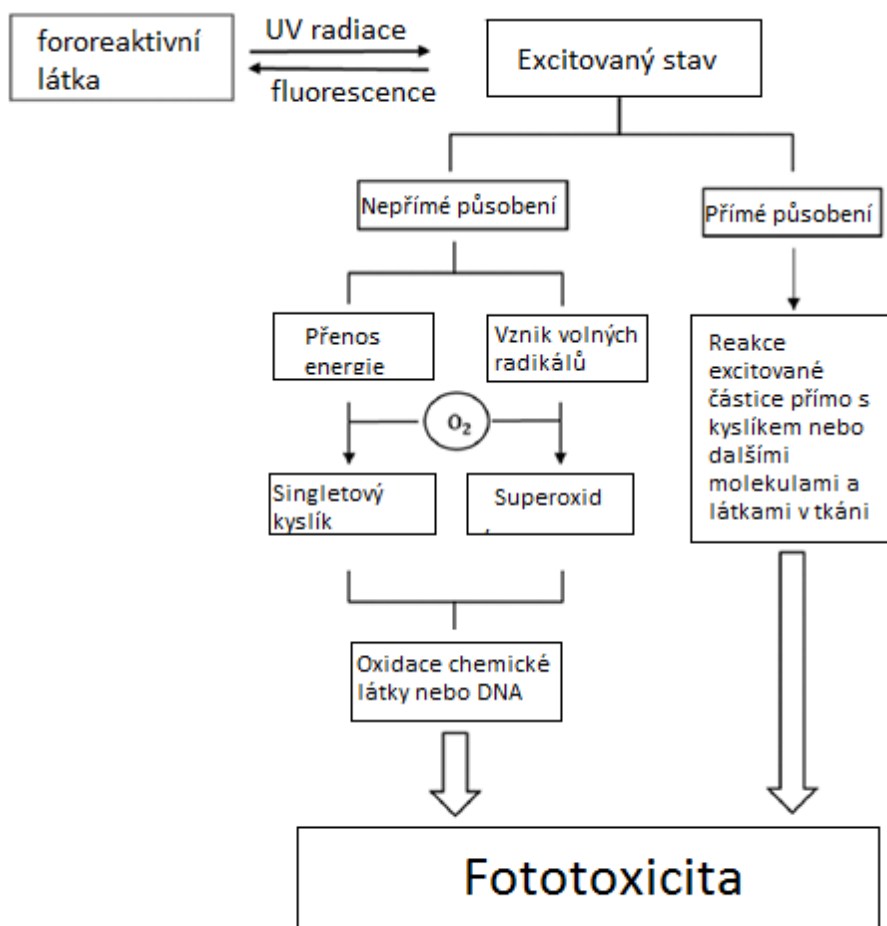 fororeaktivní
látka
UV radiace
fluorescence
Excitovaný stav
Nepřímé působení
Přímé působení
Přenos
energie
Vznik volných
radikálů
Reakce
excitované
částice přímo s
kyslíkem nebo
dalšími
molekulami a
látkami v tkáni
O₂
Singletový
kyslík
Superoxid
Oxidace chemické
látky nebo DNA
Fototoxicita